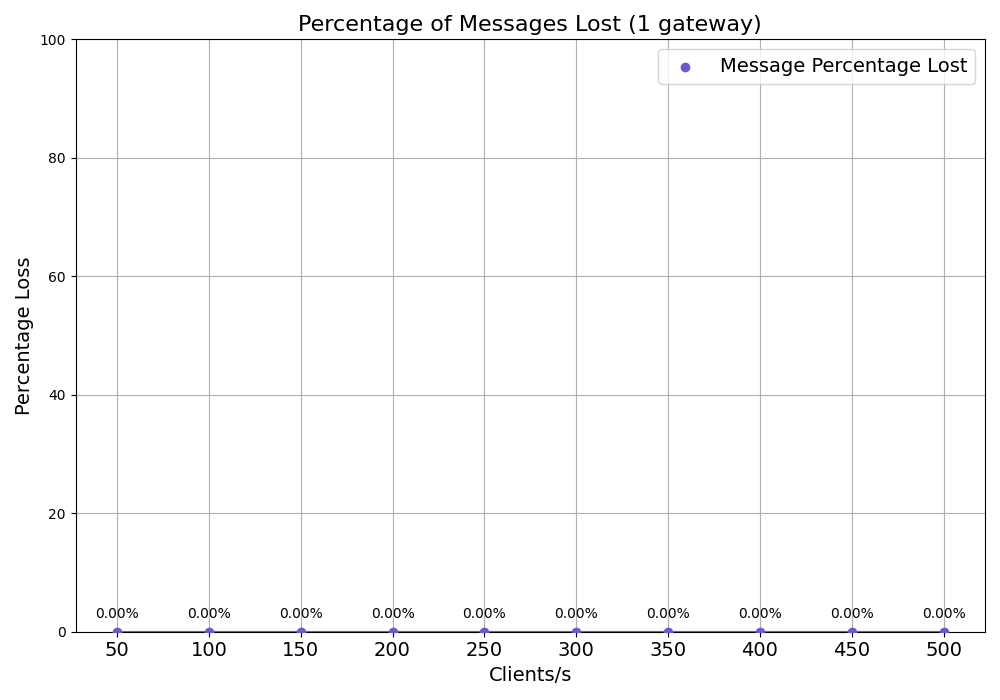 Percentage of Messages Lost (1 gateway)
Message Percentage Lost
Percentage Loss
100
80
60
40
20
0
0.00% 0.00% 0.00% 0.00% 0.00% 0.00% 0.00% 0.00% 0.00% 0.00%
50 100 150 200 250 300 350 400 450 500
Clients/s